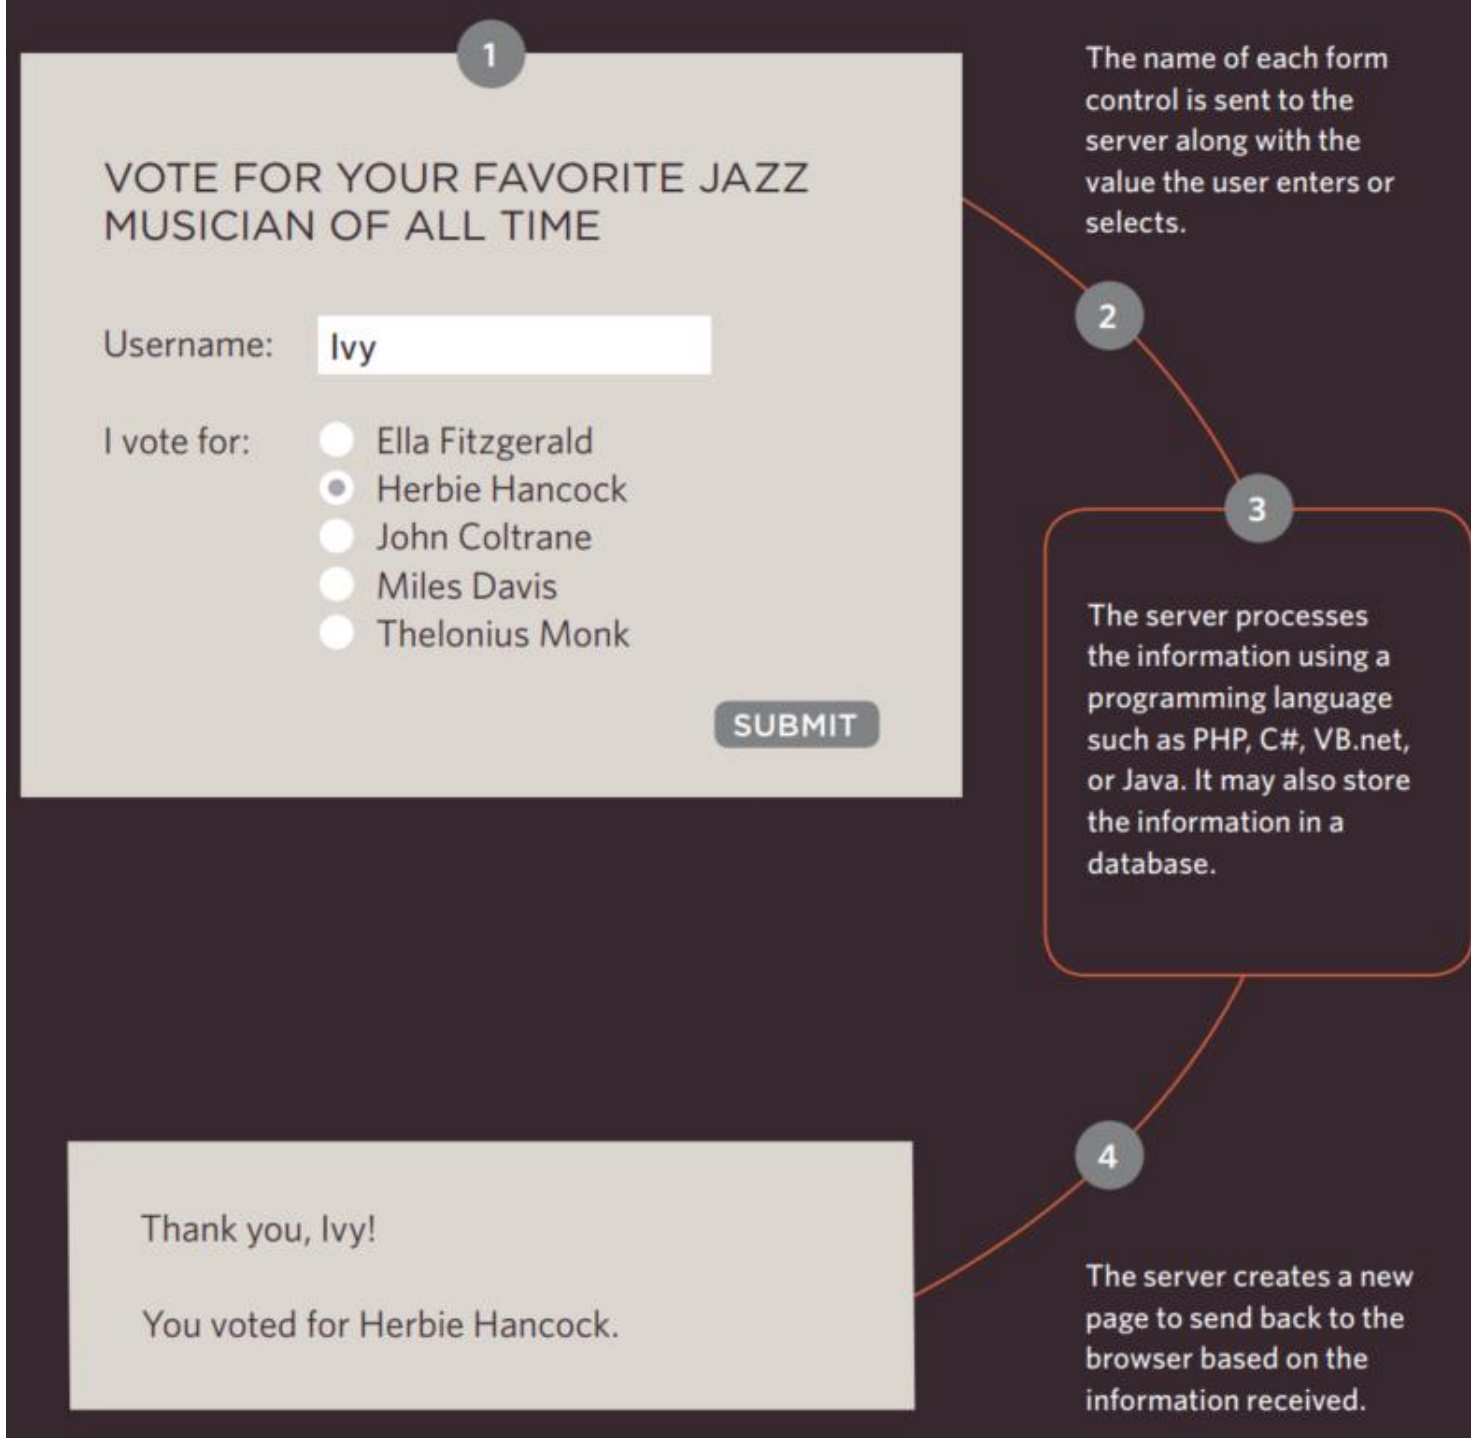 1
VOTE FOR YOUR FAVORITE JAZZ
MUSICIAN OF ALL TIME
Username: Ivy
I vote for: Ella Fitzgerald
Herbie Hancock
John Coltrane
Miles Davis
Thelonius Monk
SUBMIT
The name of each form
control is sent to the
server along with the
value the user enters or
selects.
2
3
The server processes
the information using a
programming language
such as PHP, C#, VB.net,
or Java. It may also store
the information in a
database.
4
The server creates a new
page to send back to the
browser based on the
information received.
Thank you, Ivy!
You voted for Herbie Hancock.